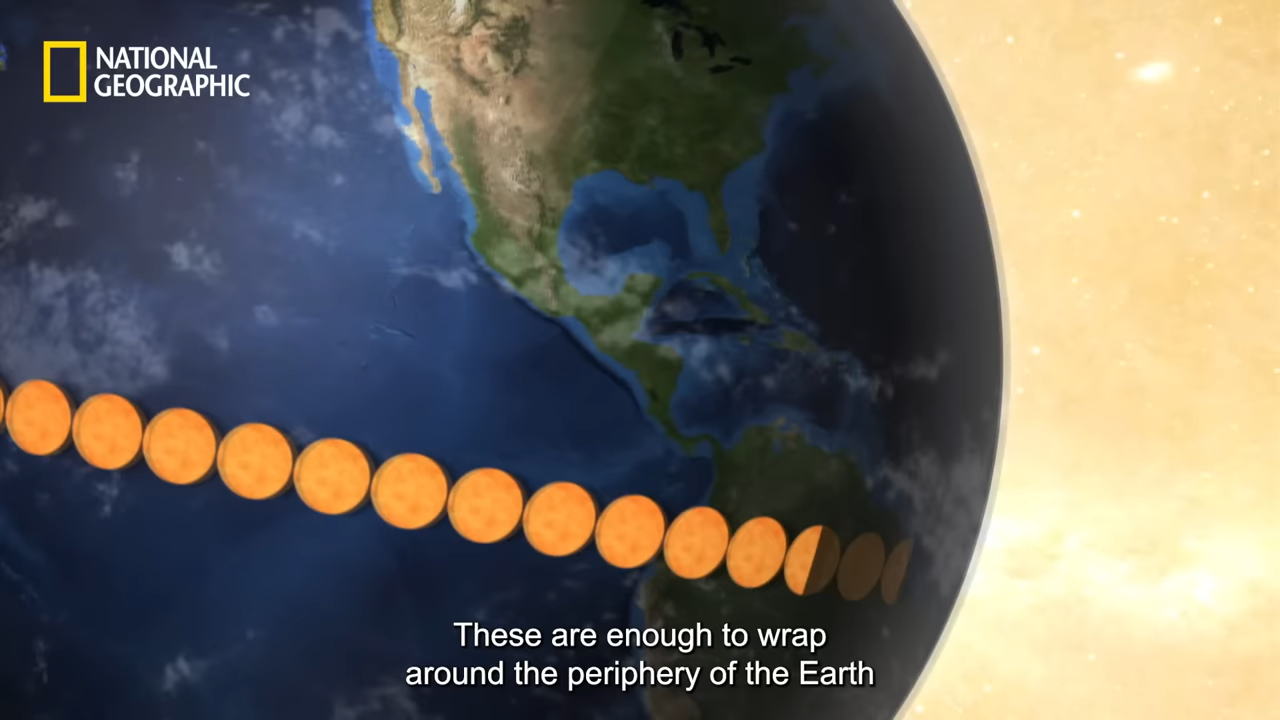 NATIONAL
GEOGRAPHIC
These are enough to wrap
around the periphery of the Earth